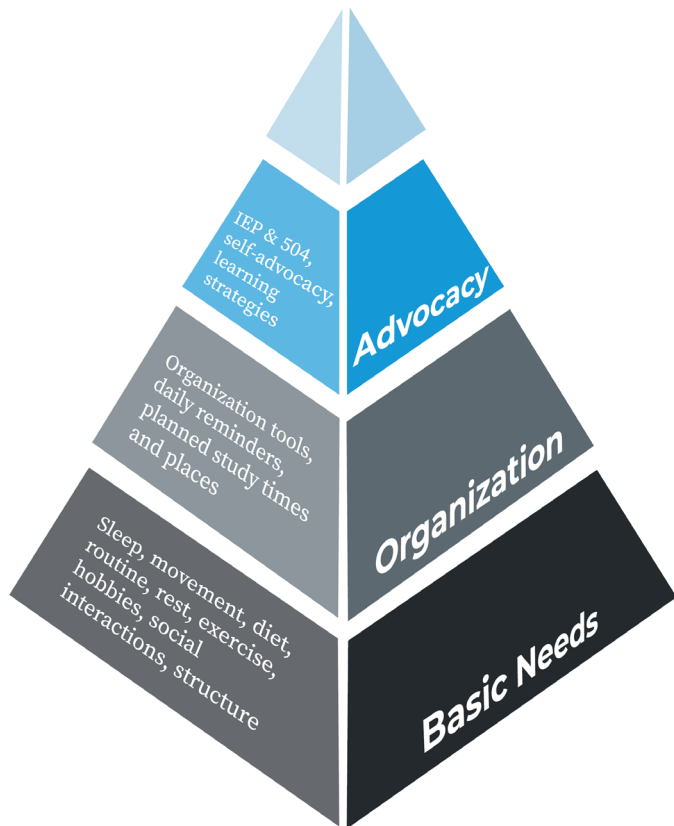 IEP & 504,
self-advocacy,
learning
strategies
Advocacy
Organization tools,
daily reminders,
planned study times
and places
Organization
Sleep, movement, diet,
routine, rest, exercise,
hobbies, social
interactions, structure
Basic Needs